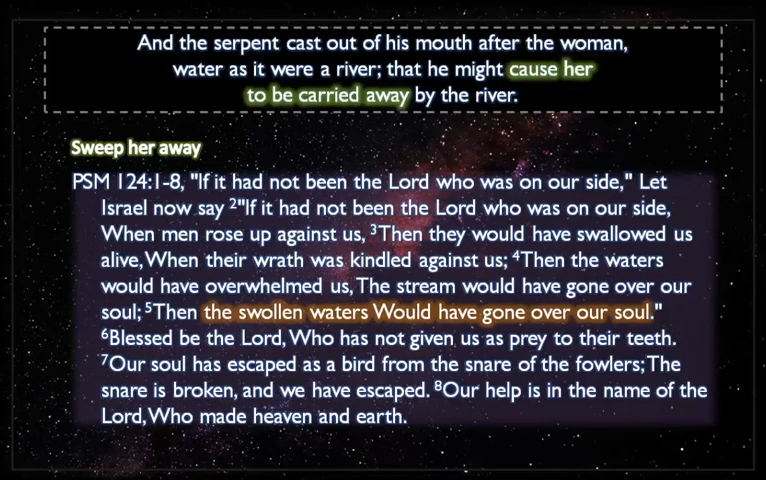 And the serpent cast out of his mouth after the woman,
water as it were a river; that he might cause her
to be carried away by the river.
Sweep her away
PSM 124:1-8, "If it had not been the Lord who was on our side," Let
Israel now say ²"If it had not been the Lord who was on our side,
When men rose up against us, ³Then they would have swallowed us
alive, When their wrath was kindled against us; ⁴Then the waters
would have overwhelmed us, The stream would have gone over our
soul; ⁵Then the swollen waters Would have gone over our soul."
⁶Blessed be the Lord, Who has not given us as prey to their teeth.
⁷Our soul has escaped as a bird from the snare of the fowlers; The
snare is broken, and we have escaped. ⁸Our help is in the name of the
Lord, Who made heaven and earth.